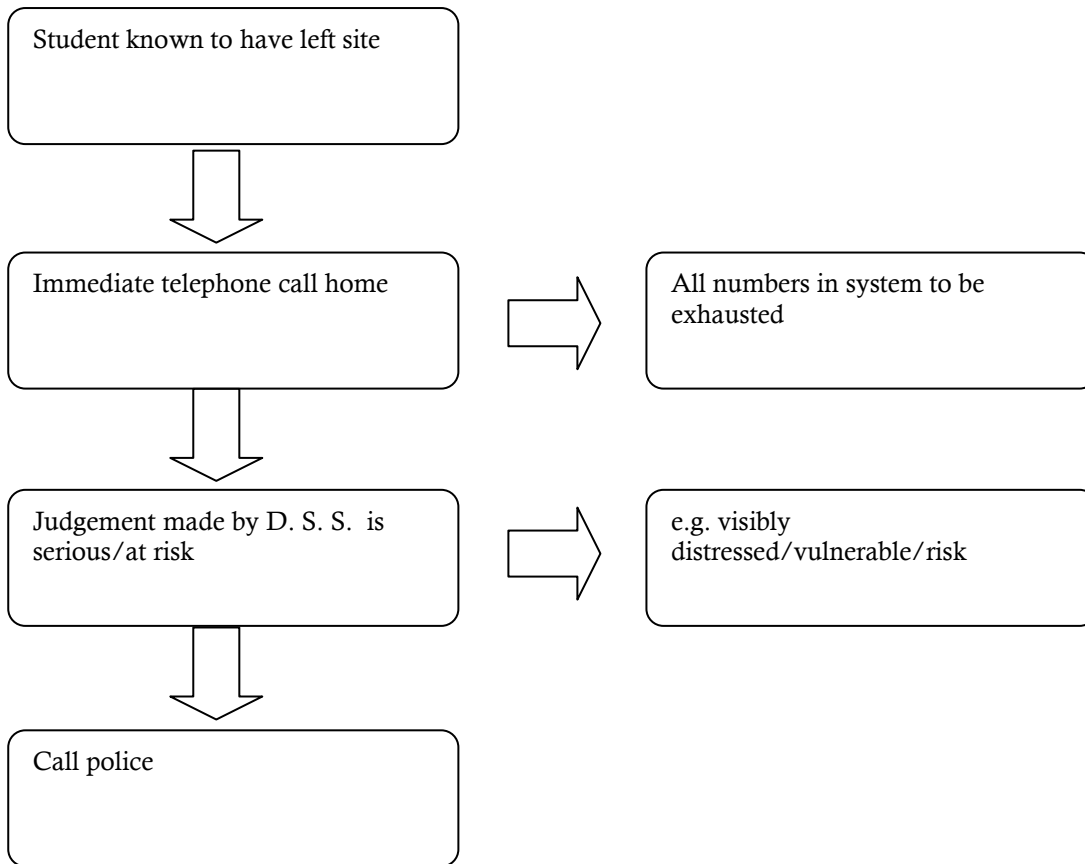 Student known to have left site
Immediate telephone call home
All numbers in system to be
exhausted
Judgement made by D. S. S.  is
serious/at risk
e.g. visibly
distressed/vulnerable/risk
Call police